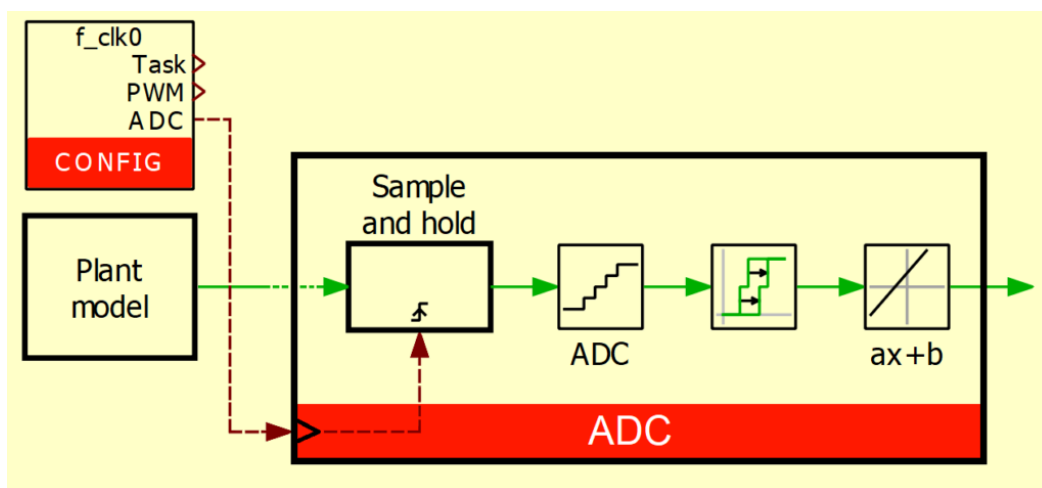 f_clk0
Task
PWM
ADC
CONFIG
Plant
model
Sample
and hold
ADC
ax+b
ADC